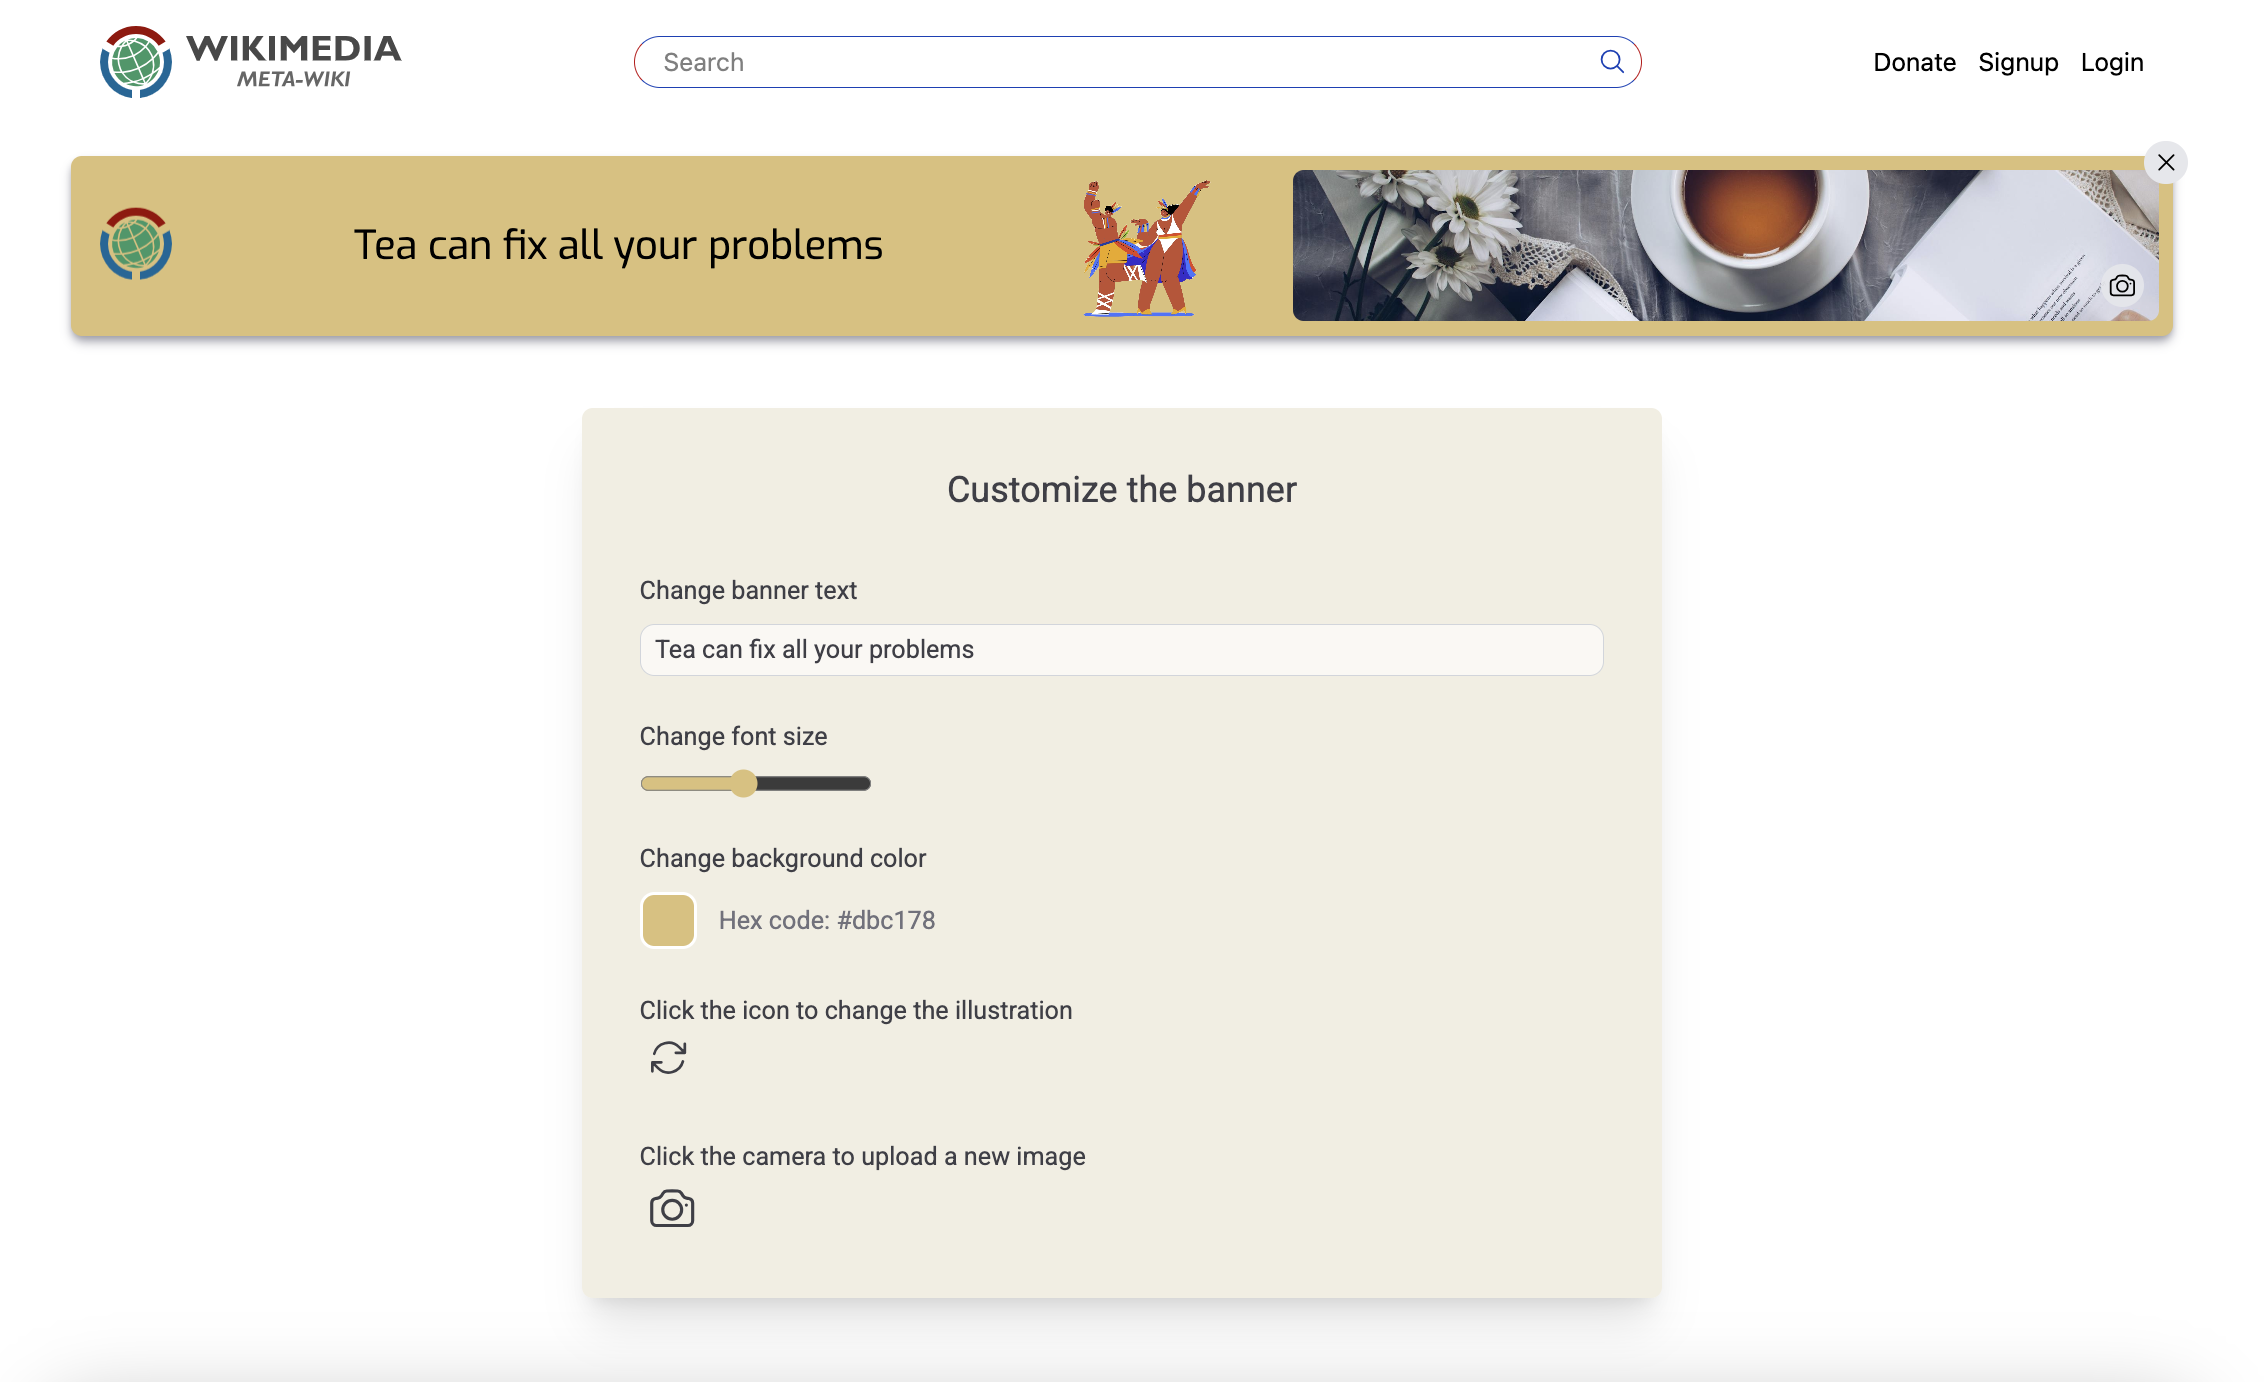 WIKIMEDIA
META-WIKI
Search
Donate Signup Login
Tea can fix all your problems
Customize the banner
Change banner text
Tea can fix all your problems
Change font size
Change background color
Hex code: #dbc178
Click the icon to change the illustration
Click the camera to upload a new image